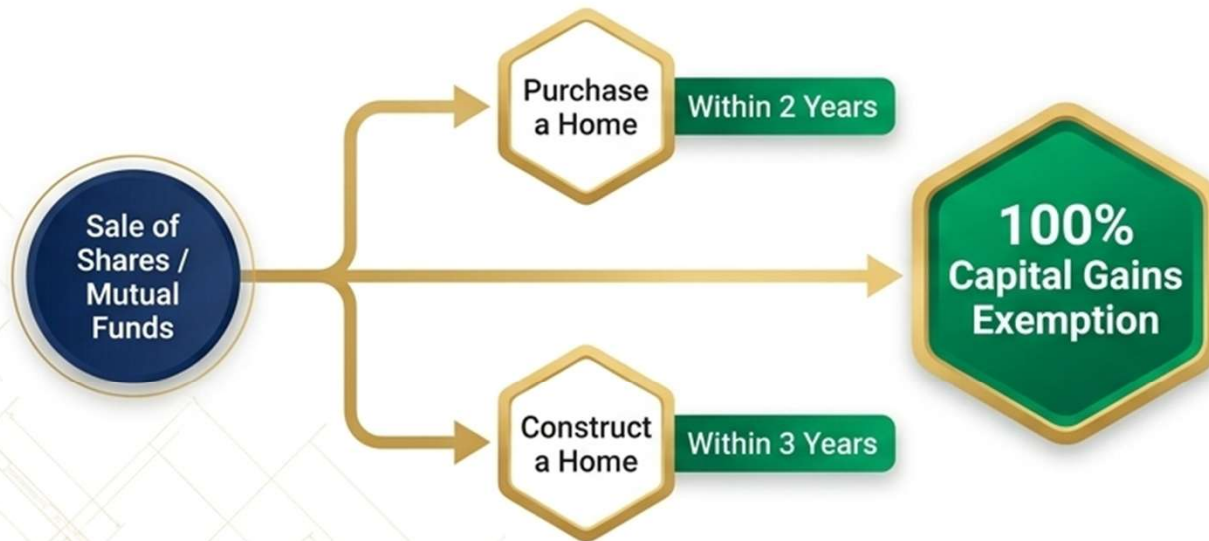 Sale of
Shares /
Mutual
Funds
Purchase
a Home
Within 2 Years
Construct
a Home
Within 3 Years
100%
Capital Gains
Exemption